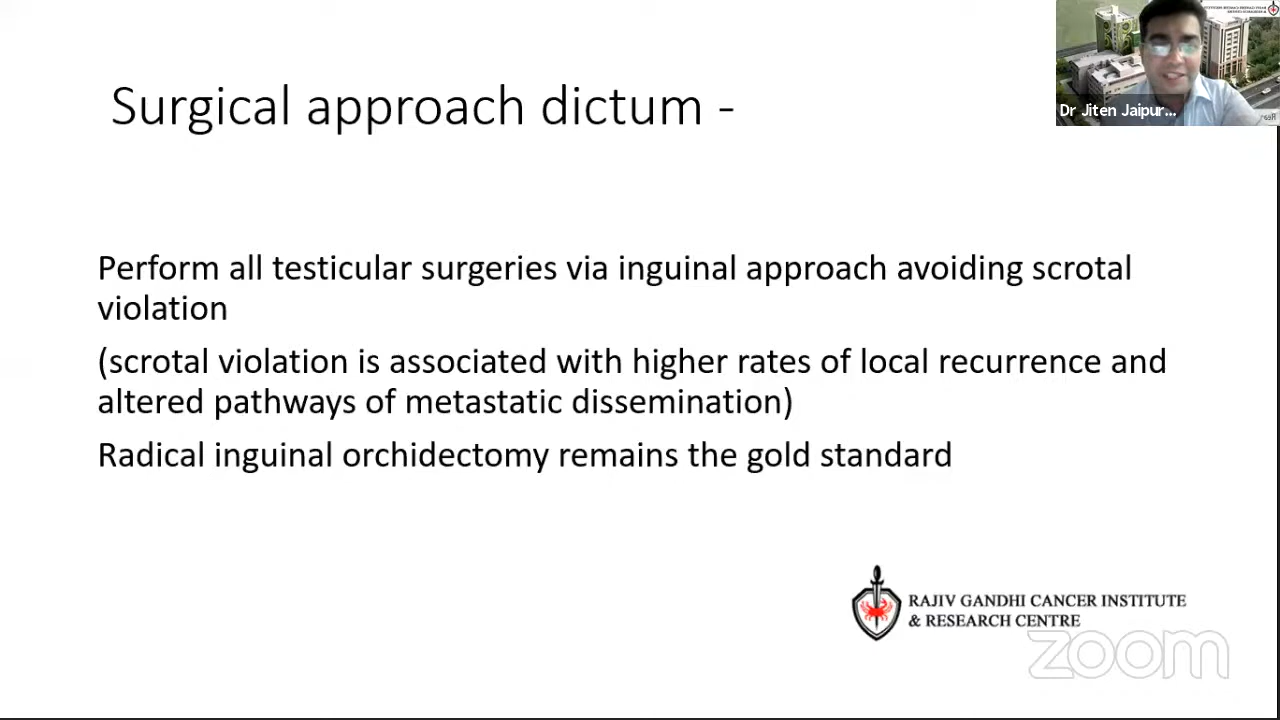 Surgical approach dictum -
Dr Jiten Jaipur...
Perform all testicular surgeries via inguinal approach avoiding scrotal
violation
(scrotal violation is associated with higher rates of local recurrence and
altered pathways of metastatic dissemination)
Radical inguinal orchidectomy remains the gold standard
RAJIV GANDHI CANCER INSTITUTE
& RESEARCH CENTRE
zoom